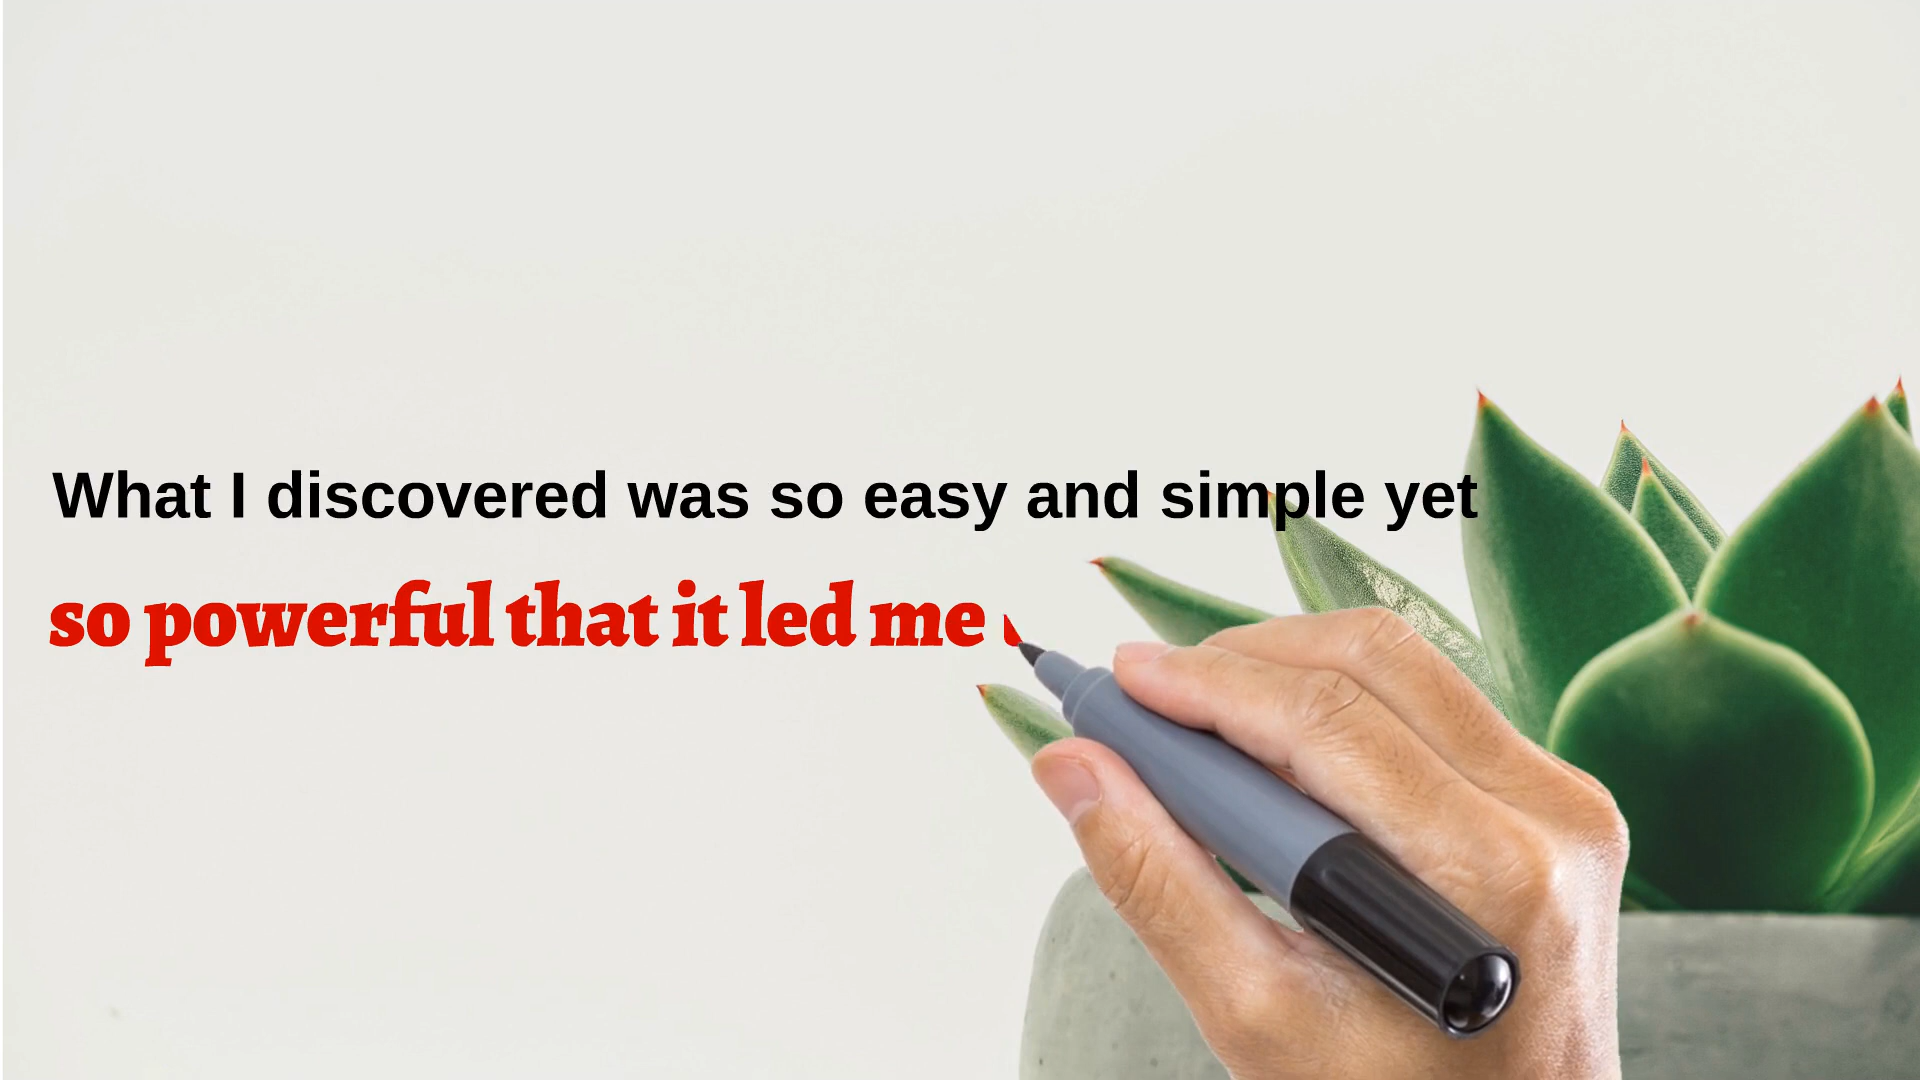 What I discovered was so easy and simple yet
so powerful that it led me